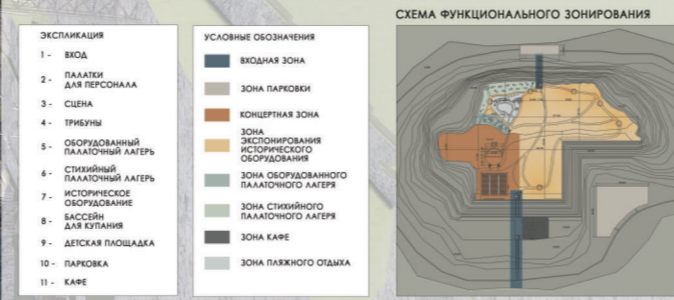 СХЕМА ФУНКЦИОНАЛЬНОГО ЗОНИРОВАНИЯ
ЭКСПЛИКАЦИЯ
1 - ВХОД
2 - ПАЛАТКИ
ДЛЯ ПЕРСОНАЛА
3 - СЦЕНА
4 - ТРИБУНЫ
5 - ОБОРУДОВАННЫЙ
ПАЛАТОЧНЫЙ ЛАГЕРЬ
6 - СТИХИЙНЫЙ
ПАЛАТОЧНЫЙ ЛАГЕРЬ
7 - ИСТОРИЧЕСКОЕ
ОБОРУДОВАНИЕ
8 - БАССЕЙН
ДЛЯ КУПАНИЯ
9 - ДЕТСКАЯ ПЛОЩАДКА
10 - ПАРКОВКА
11 - КАФЕ
УСЛОВНЫЕ ОБОЗНАЧЕНИЯ
ВХОДНАЯ ЗОНА
ЗОНА ПАРКОВКИ
КОНЦЕРТНАЯ ЗОНА
ЗОНА
ЭКСПОНИРОВАНИЯ
ИСТОРИЧЕСКОГО
ОБОРУДОВАНИЯ
ЗОНА ОБОРУДОВАННОГО
ПАЛАТОЧНОГО ЛАГЕРЯ
ЗОНА СТИХИЙНОГО
ПАЛАТОЧНОГО ЛАГЕРЯ
ЗОНА КАФЕ
ЗОНА ПЛЯЖНОГО ОТДЫХА